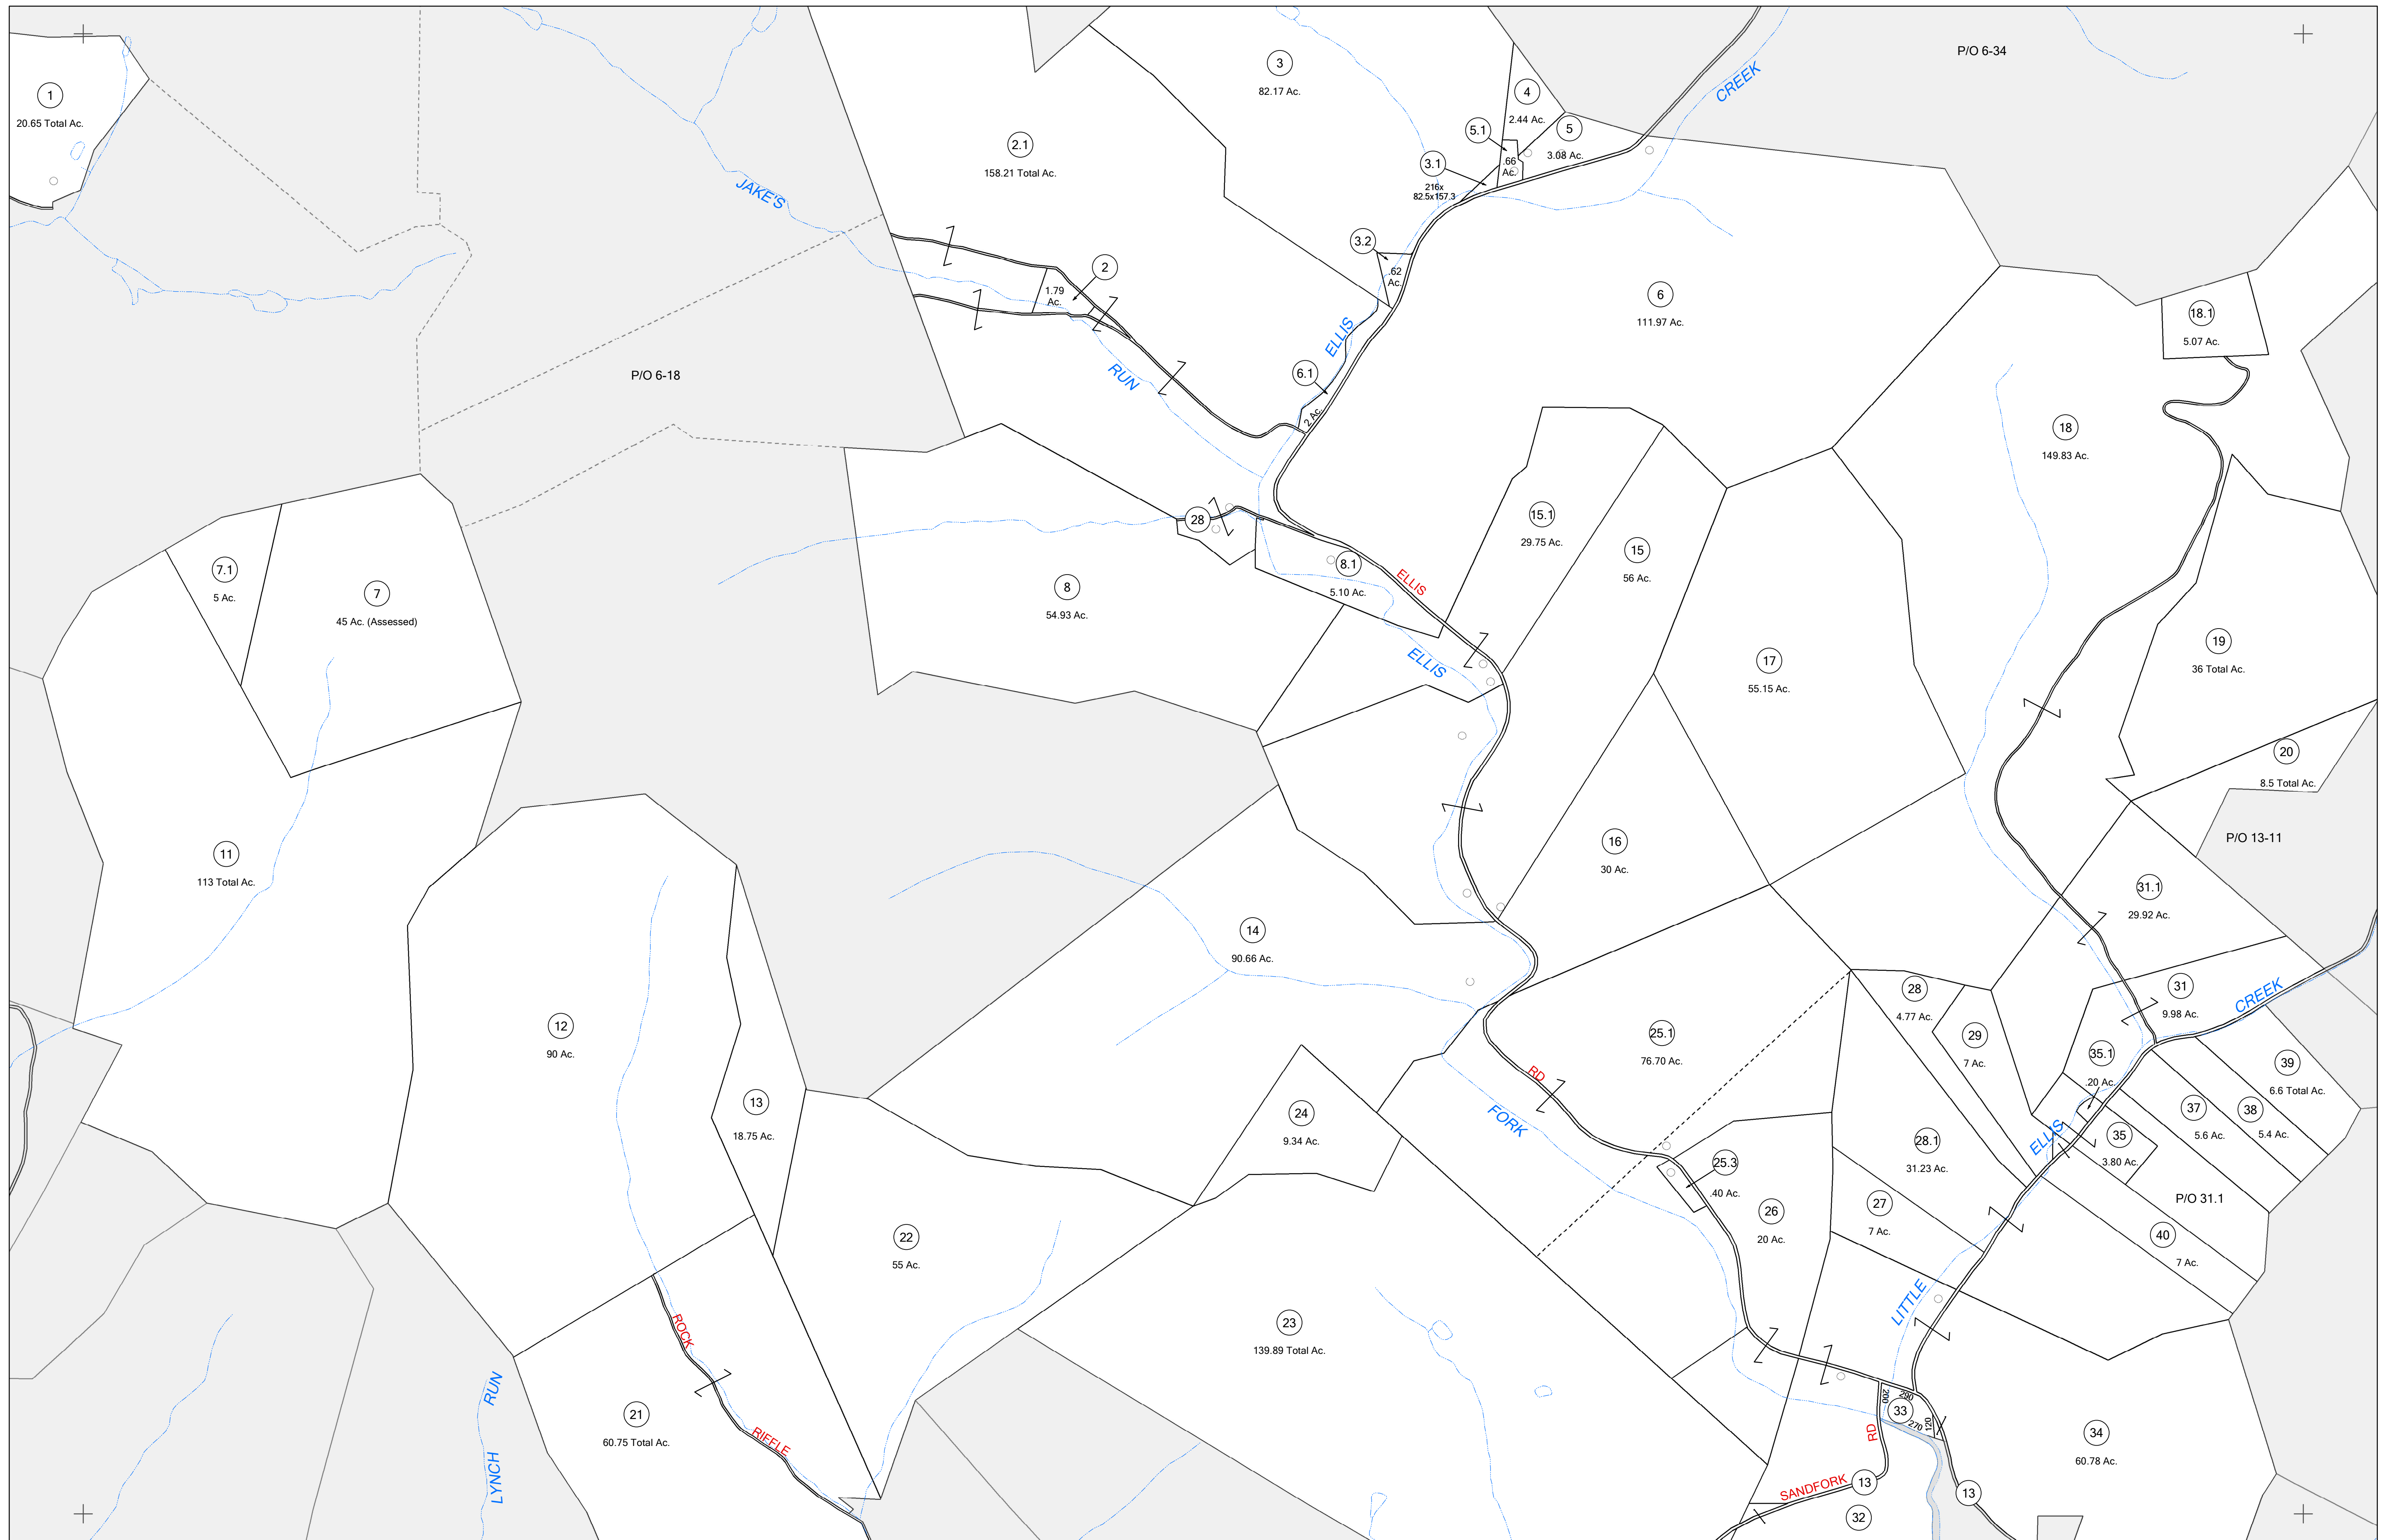 1
20.65 Total Ac.
3
82.17 Ac.
P/O 6-34
CREEK
4
2.44 Ac.
5
3.08 Ac.
5.1
.66
Ac.
3.1
216x
82.5x157.3
2.1
158.21 Total Ac.
JAKE'S
3.2
.62
Ac.
2
1.79
Ac.
6
111.97 Ac.
18.1
5.07 Ac.
ELLIS
RUN
6.1
2 Ac.
P/O 6-18
18
149.83 Ac.
28
15.1
29.75 Ac.
15
56 Ac.
7.1
5 Ac.
7
45 Ac. (Assessed)
8
54.93 Ac.
8.1
5.10 Ac.
ELLIS
ELLIS
17
55.15 Ac.
19
36 Total Ac.
20
8.5 Total Ac.
P/O 13-11
11
113 Total Ac.
16
30 Ac.
31.1
29.92 Ac.
14
90.66 Ac.
12
90 Ac.
25.1
76.70 Ac.
28
4.77 Ac.
29
7 Ac.
31
9.98 Ac.
CREEK
35.1
.20 Ac.
39
6.6 Total Ac.
13
18.75 Ac.
24
9.34 Ac.
RD
FORK
37
5.6 Ac.
38
5.4 Ac.
28.1
31.23 Ac.
ELLIS
35
3.80 Ac.
25.3
.40 Ac.
26
20 Ac.
27
7 Ac.
P/O 31.1
40
7 Ac.
22
55 Ac.
LITTLE
23
139.89 Total Ac.
ROCK
RUN
LYNCH
21
60.75 Total Ac.
RIFFLE
200
290
33
270
120
RD
34
60.78 Ac.
SANDFORK
13
13
32